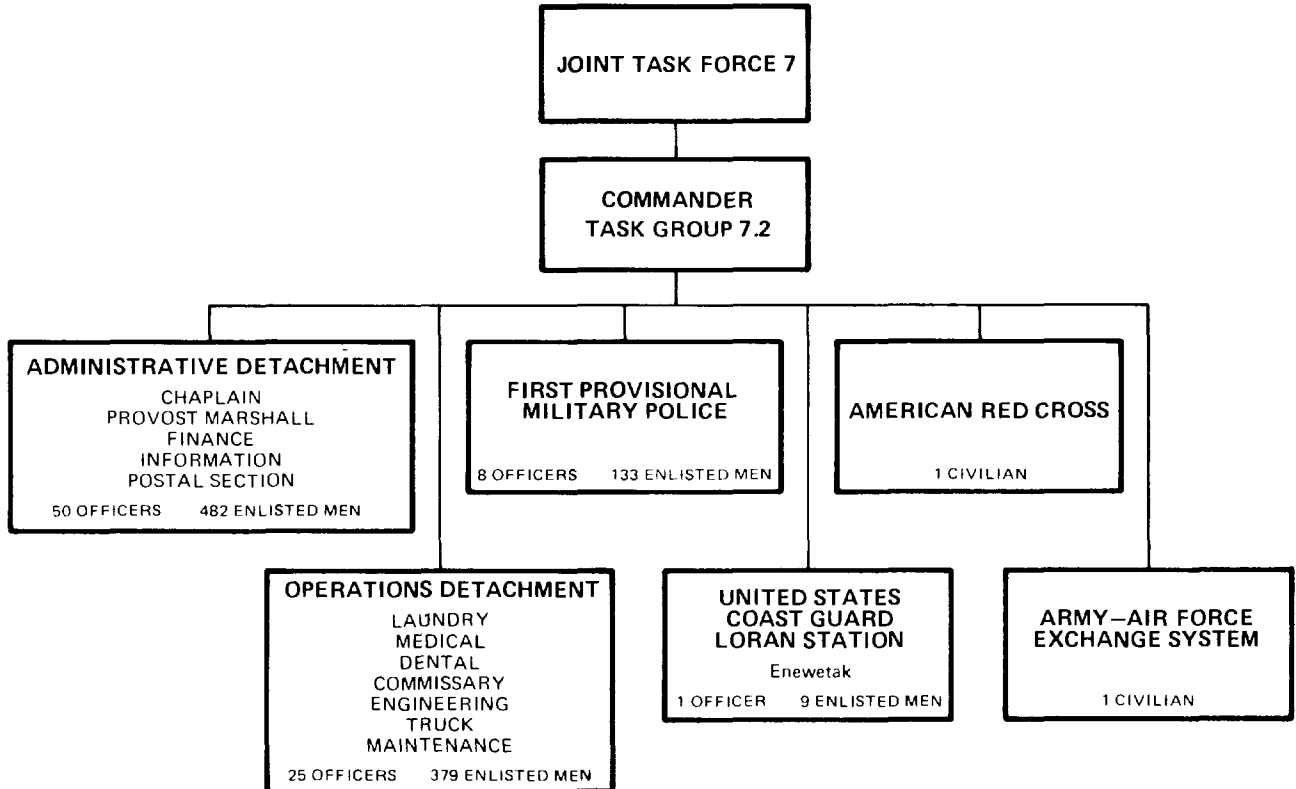 JOINT TASK FORCE 7
COMMANDER
TASK GROUP 7.2
ADMINISTRATIVE DETACHMENT
CHAPLAIN
PROVOST MARSHALL
FINANCE
INFORMATION
POSTAL SECTION
50 OFFICERS 482 ENLISTED MEN
FIRST PROVISIONAL
MILITARY POLICE
8 OFFICERS 133 ENLISTED MEN
AMERICAN RED CROSS
1 CIVILIAN
OPERATIONS DETACHMENT
LAUNDRY
MEDICAL
DENTAL
COMMISSARY
ENGINEERING
TRUCK
MAINTENANCE
25 OFFICERS 379 ENLISTED MEN
UNITED STATES
COAST GUARD
LORAN STATION
Enewetak
1 OFFICER 9 ENLISTED MEN
ARMY—AIR FORCE
EXCHANGE SYSTEM
1 CIVILIAN